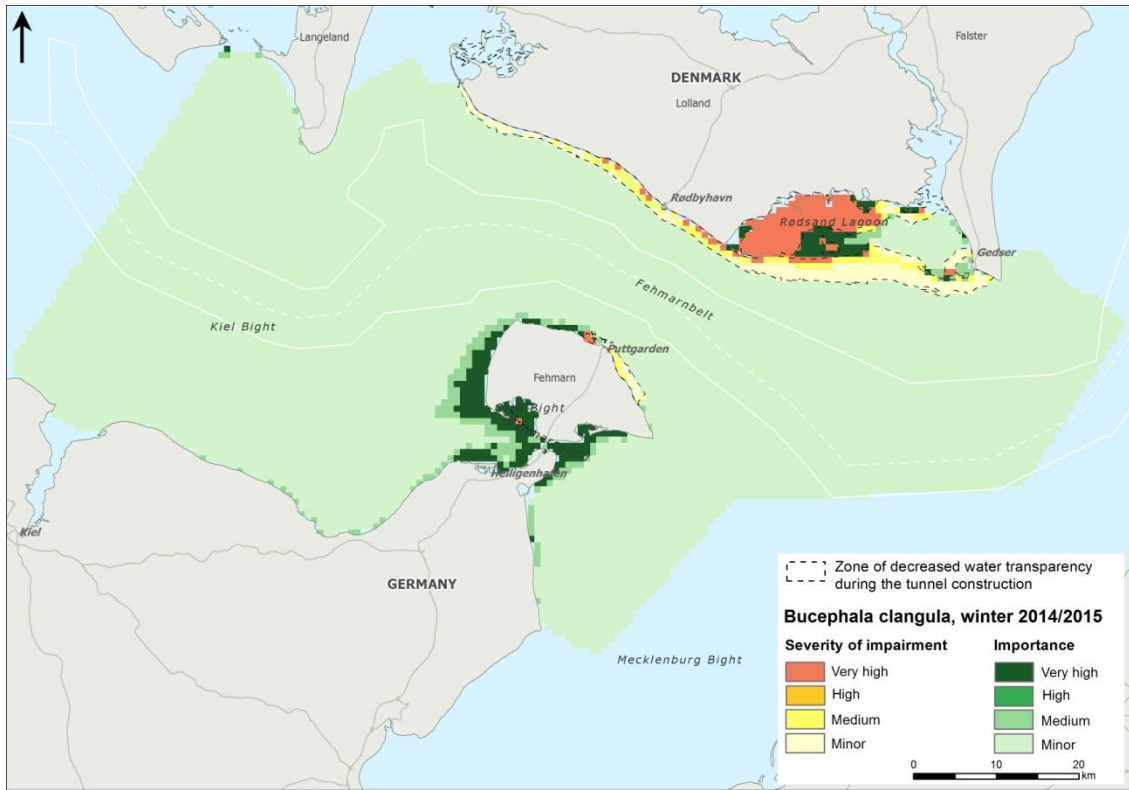 Langeland
Falster
DENMARK
Lolland
Rødbyhavn
Rødsand Lagoon
Gedser
Fehmarnbelt
Kiel Bight
Puttgarden
Fehmarn
Bight
Heiligenhafen
Kiel
GERMANY
Mecklenburg Bight
Zone of decreased water transparency
during the tunnel construction
Bucephala clangula, winter 2014/2015
Severity of impairment Importance
Very high Very high
High High
Medium Medium
Minor Minor
0 10 20
km